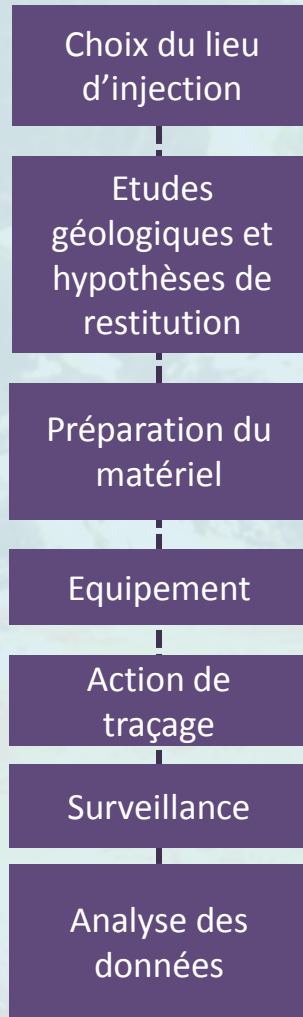 Choix du lieu
d’injection
Etudes
géologiques et
hypothèses de
restitution
Préparation du
matériel
Equipement
Action de
traçage
Surveillance
Analyse des
données